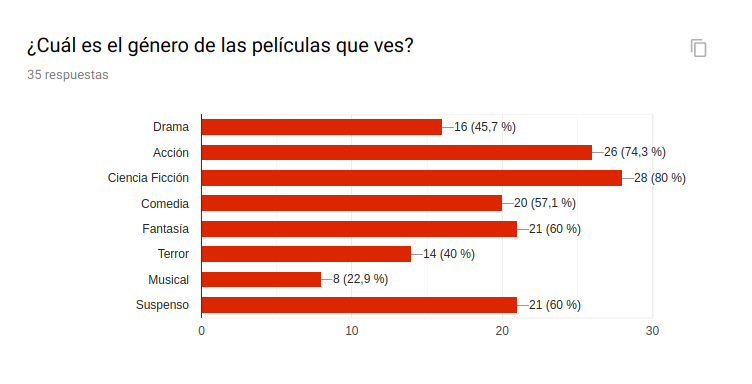 ¿Cuál es el género de las películas que ves?
35 respuestas
Drama 16 (45,7 %)
Acción 26 (74,3 %)
Ciencia Ficción 28 (80 %)
Comedia 20 (57,1 %)
Fantasía 21 (60 %)
Terror 14 (40 %)
Musical 8 (22,9 %)
Suspenso 21 (60 %)
0 10 20 30